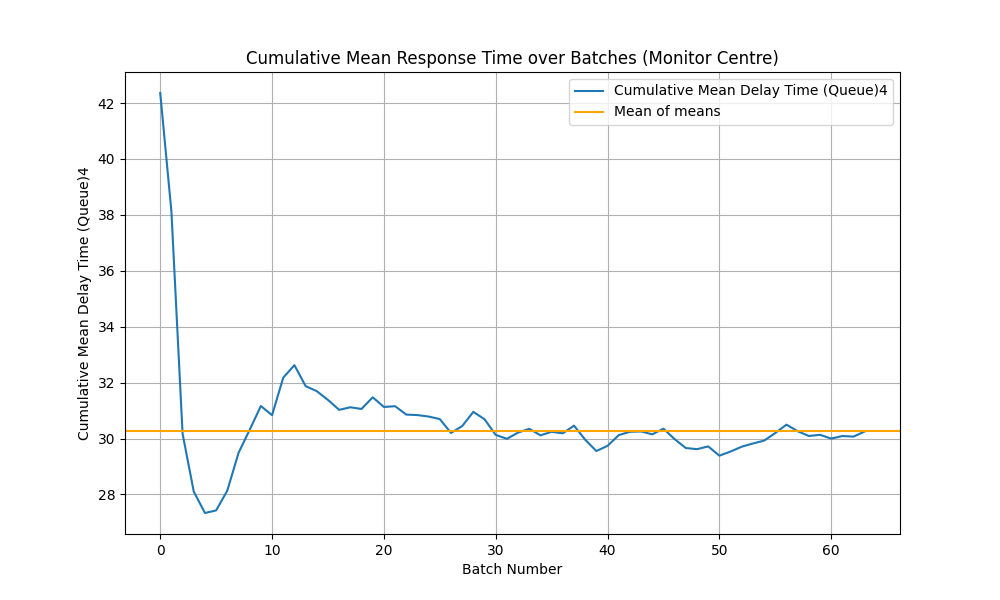 Cumulative Mean Response Time over Batches (Monitor Centre)
Cumulative Mean Delay Time (Queue)4
Mean of means
Cumulative Mean Delay Time (Queue)4
42
40
38
36
34
32
30
28
0 10 20 30 40 50 60
Batch Number